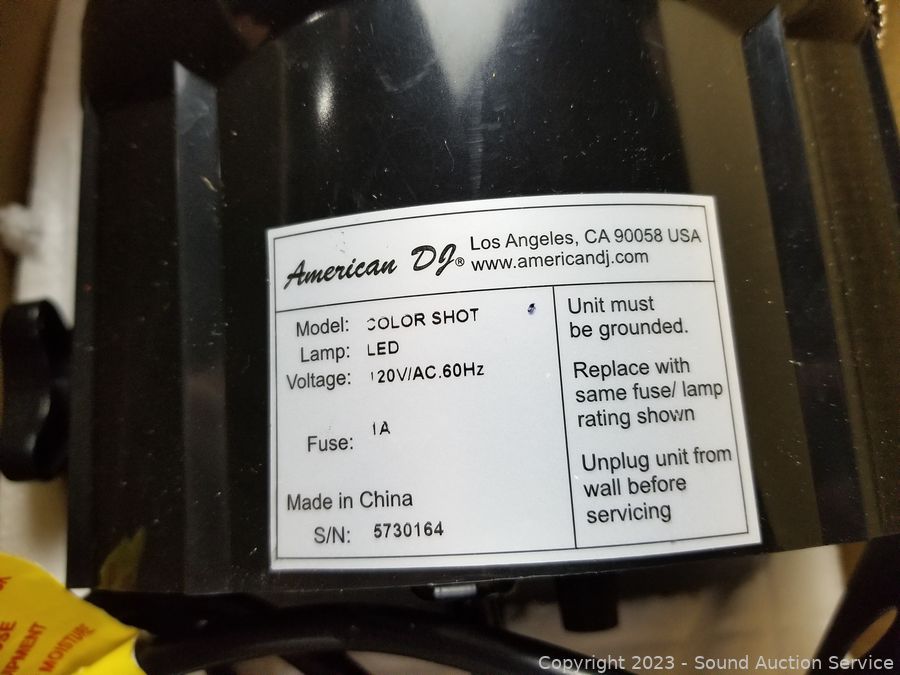 American DJ® Los Angeles, CA 90058 USA
www.americandj.com
Model: COLOR SHOT
Lamp: LED
Voltage: 120V/AC.60Hz
Fuse: 1A
Made in China
S/N: 5730164
Unit must
be grounded.
Replace with
same fuse/ lamp
rating shown
Unplug unit from
wall before
servicing
MOISTURE
Copyright 2023 - Sound Auction Service